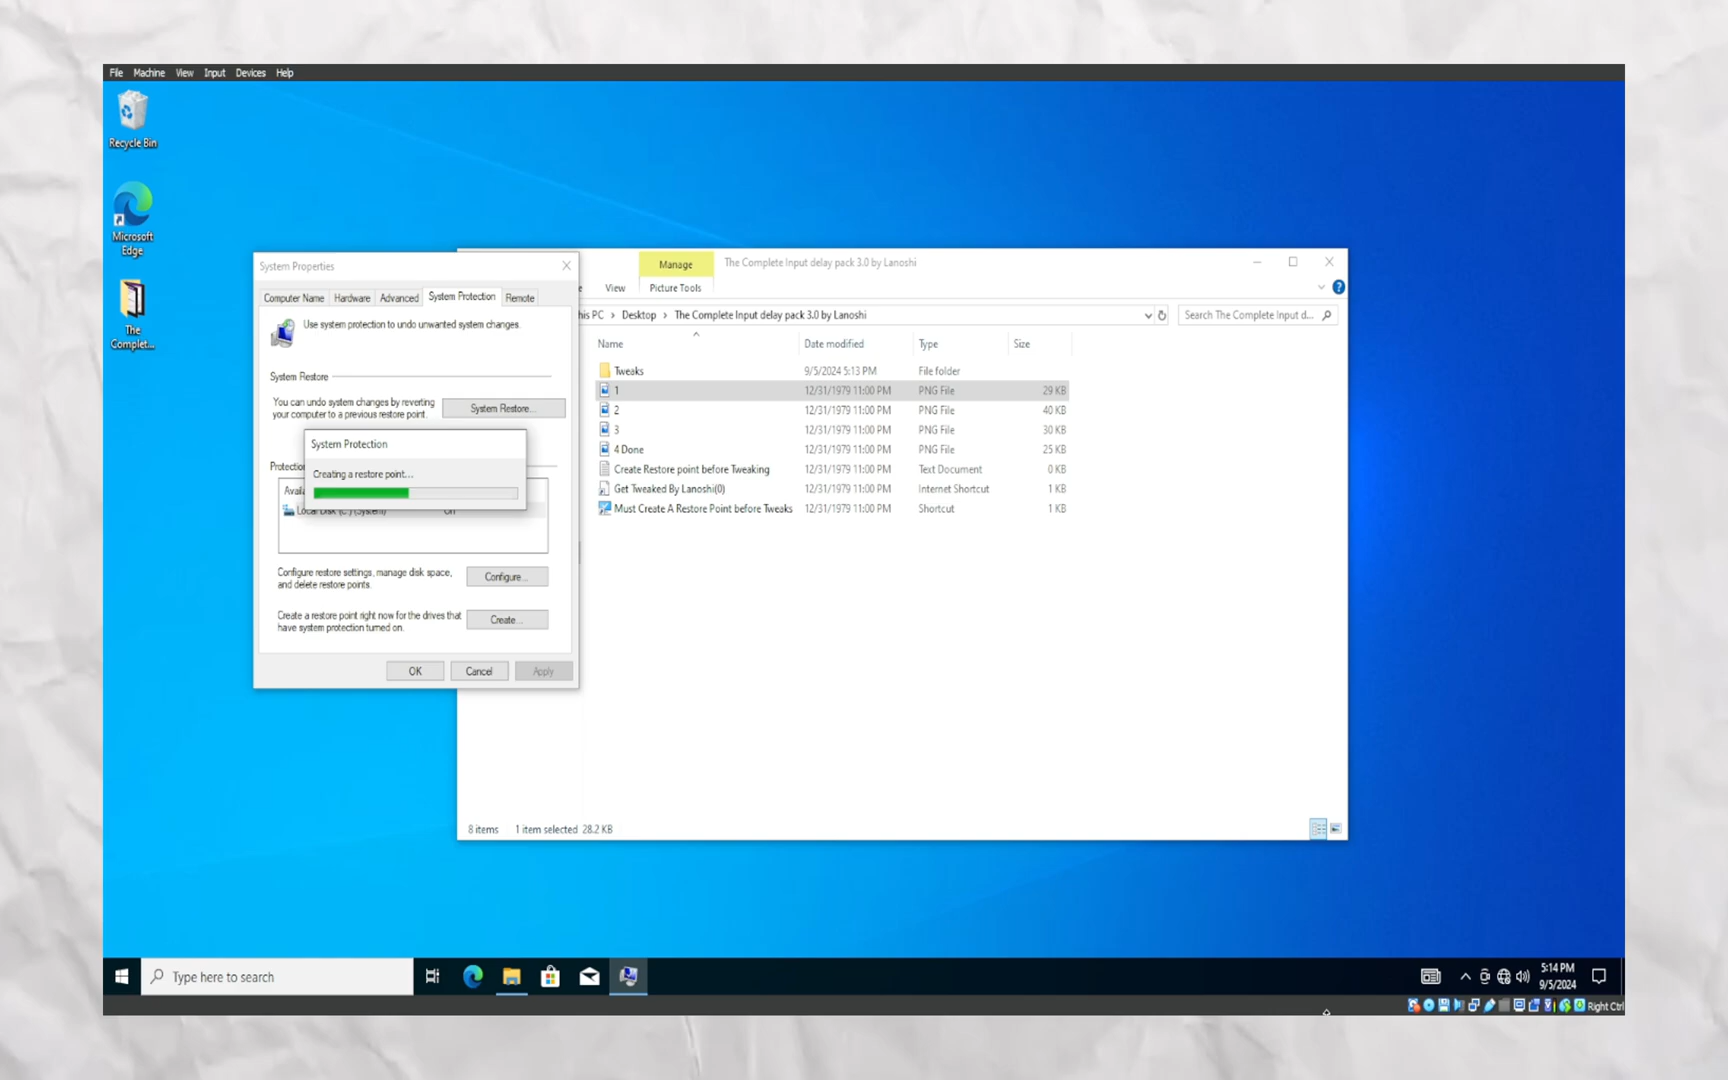 File Machine View Input Devices Help
Recycle Bin
Microsoft
Edge
The
Complet...
System Properties
Computer Name Hardware Advanced System Protection Remote
Use system protection to undo unwanted system changes.
System Restore
You can undo system changes by reverting
your computer to a previous restore point.
System Restore...
System Protection
Creating a restore point...
Protection
Availa
Local Disk (C:) (System) On
Configure restore settings, manage disk space,
and delete restore points.
Configure...
Create a restore point right now for the drives that
have system protection turned on.
Create...
OK Cancel Apply
Manage The Complete Input delay pack 3.0 by Lanoshi
e View Picture Tools
his PC > Desktop > The Complete Input delay pack 3.0 by Lanoshi
Search The Complete Input d...
Name Date modified Type Size
Tweaks 9/5/2024 5:13 PM File folder
1 12/31/1979 11:00 PM PNG File 29 KB
2 12/31/1979 11:00 PM PNG File 40 KB
3 12/31/1979 11:00 PM PNG File 30 KB
4 Done 12/31/1979 11:00 PM PNG File 25 KB
Create Restore point before Tweaking 12/31/1979 11:00 PM Text Document 0 KB
Get Tweaked By Lanoshi(0) 12/31/1979 11:00 PM Internet Shortcut 1 KB
Must Create A Restore Point before Tweaks 12/31/1979 11:00 PM Shortcut 1 KB
8 items 1 item selected 28.2 KB
Type here to search
5:14 PM
9/5/2024
Right Ctrl